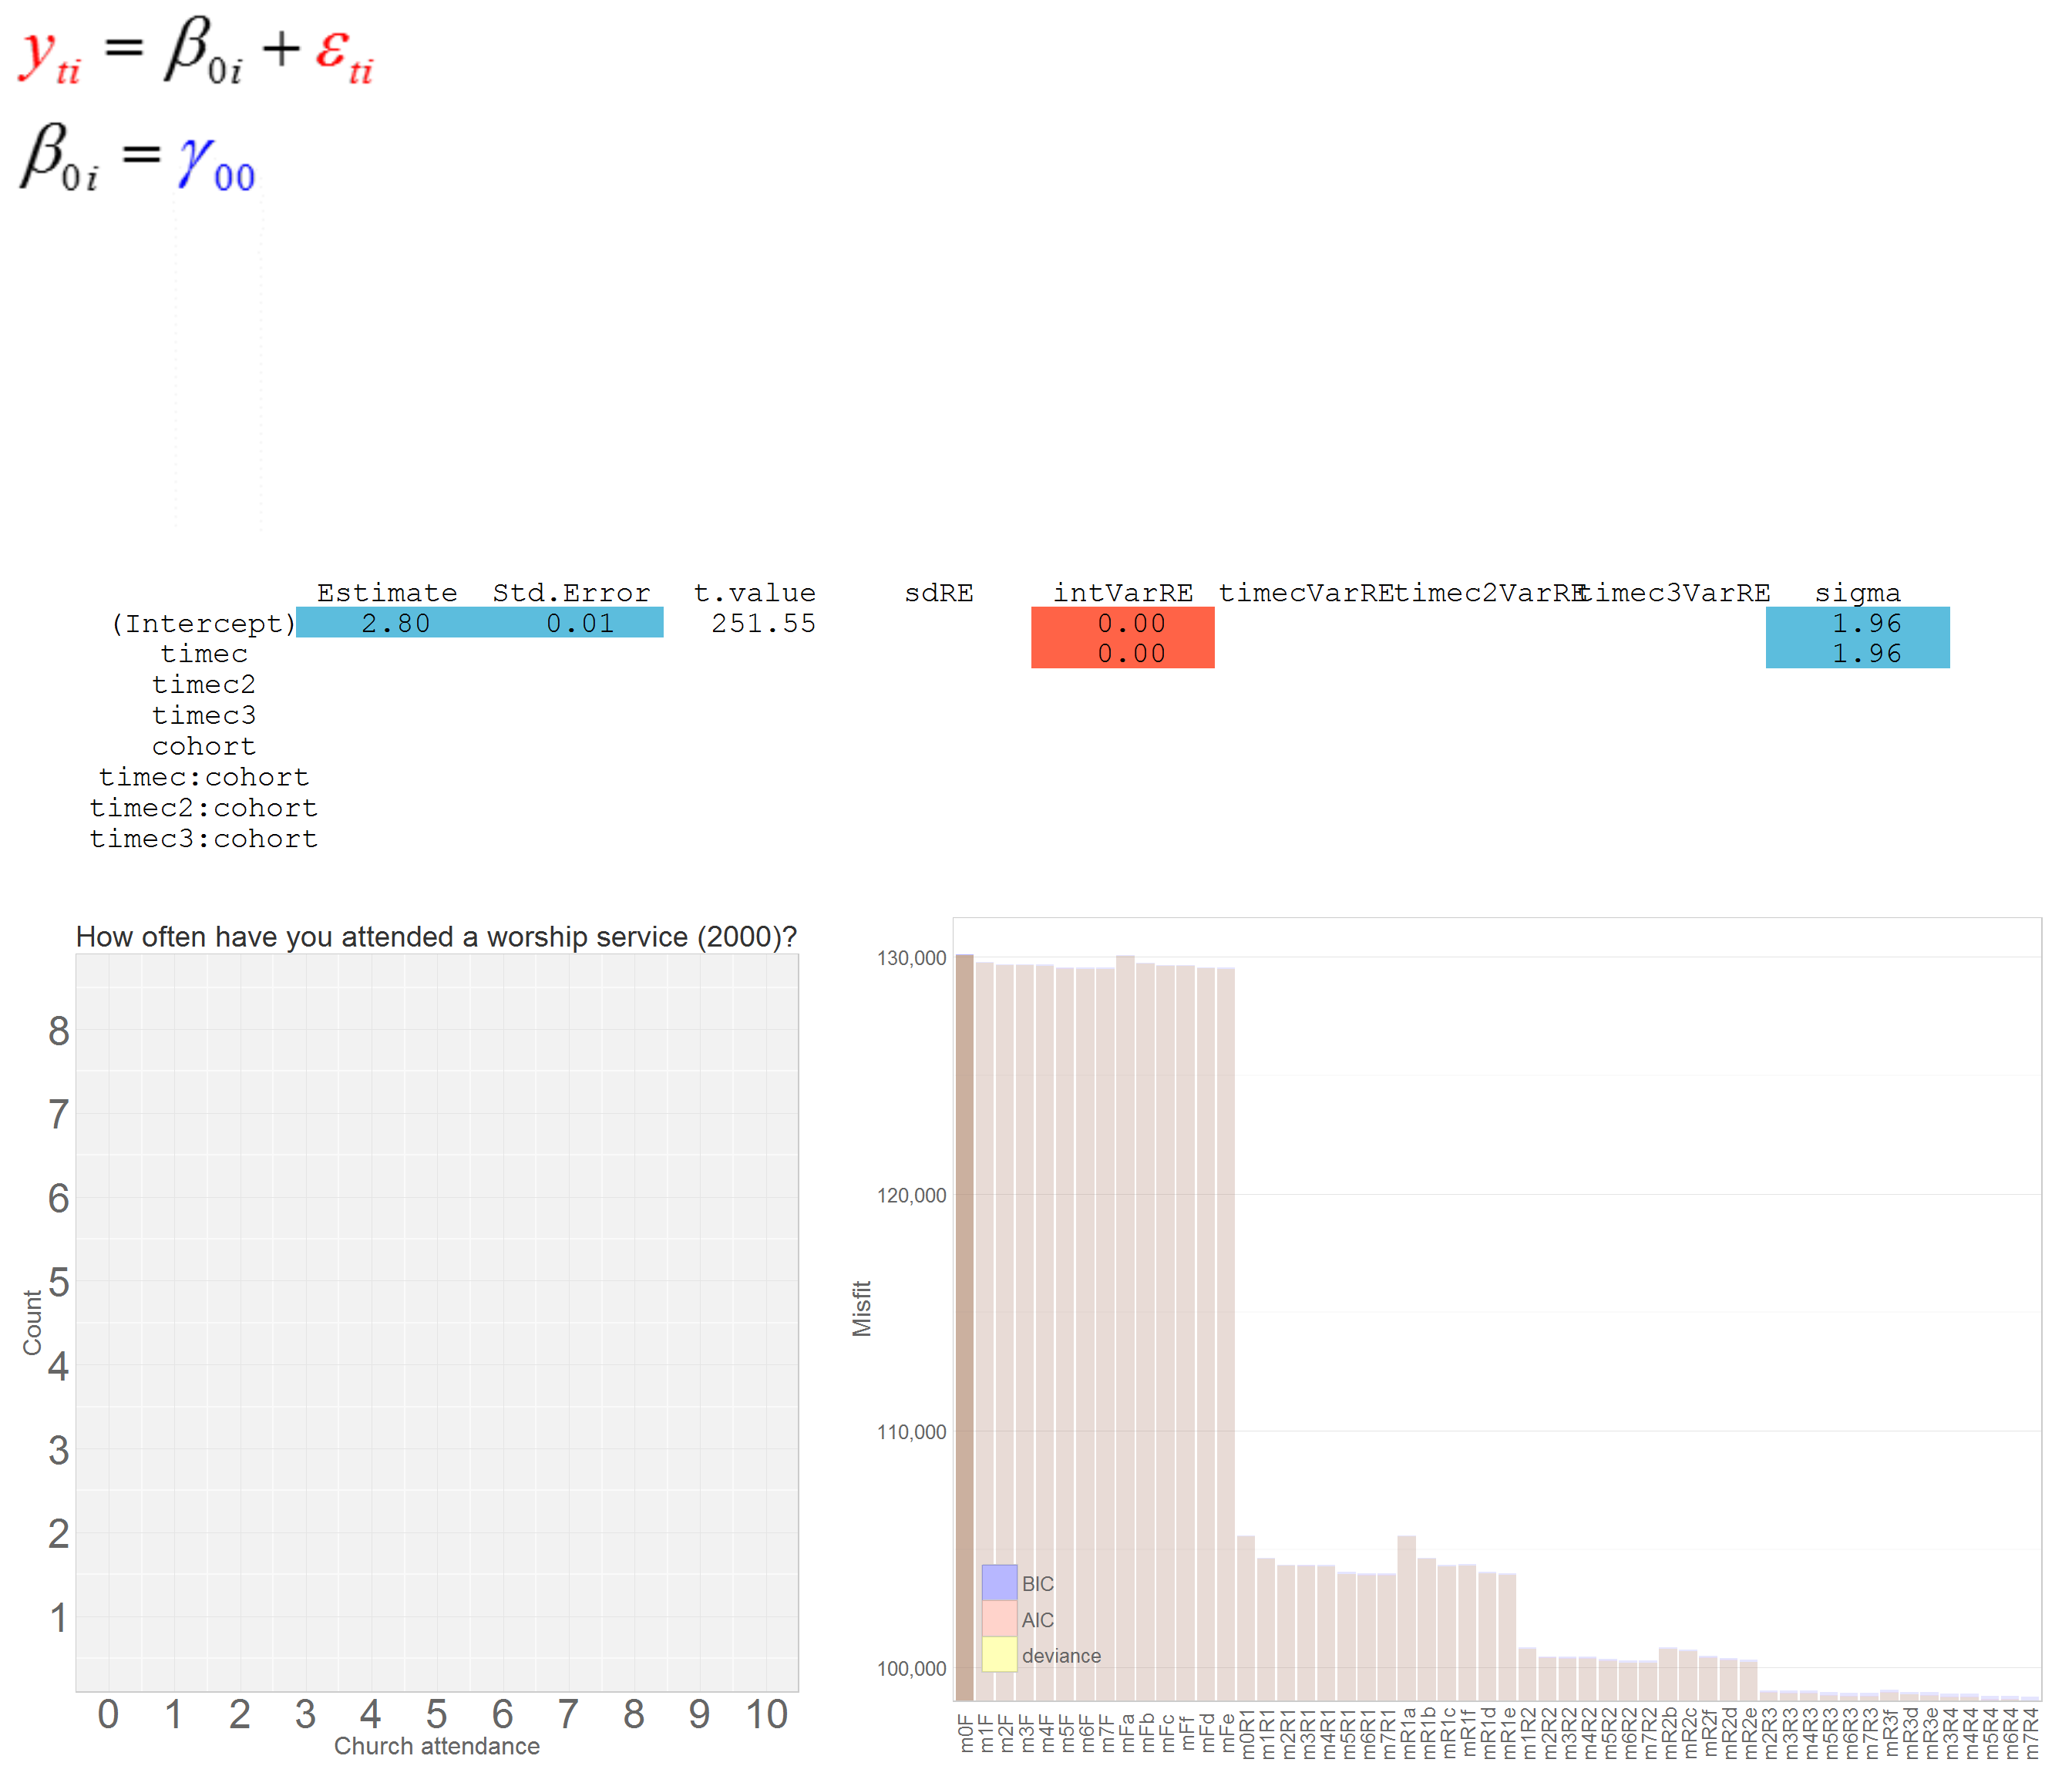 y_ti = β_0i + ε_ti
β_0i = γ_00
Estimate Std.Error t.value sdRE intVarRE timecVarRE timec2VarRE timec3VarRE sigma
(Intercept) 2.80 0.01 251.55 0.00 1.96
timec 0.00 1.96
timec2
timec3
cohort
timec:cohort
timec2:cohort
timec3:cohort
How often have you attended a worship service (2000)?
8
7
6
5
4
3
2
1
Count
0 1 2 3 4 5 6 7 8 9 10
Church attendance
130,000
120,000
110,000
100,000
Misfit
BIC
AIC
deviance
m0F m1F m2F m3F m4F m5F m6F m7F mFa mFb mFc mFf mFd mFe m0R1 m1R1 m2R1 m3R1 m4R1 m5R1 m6R1 m7R1 mR1a mR1b mR1c mR1f mR1d mR1e m1R2 m2R2 m3R2 m4R2 m5R2 m6R2 m7R2 mR2b mR2c mR2f mR2d mR2e m2R3 m3R3 m4R3 m5R3 m6R3 m7R3 mR3f mR3d mR3e m3R4 m4R4 m5R4 m6R4 m7R4